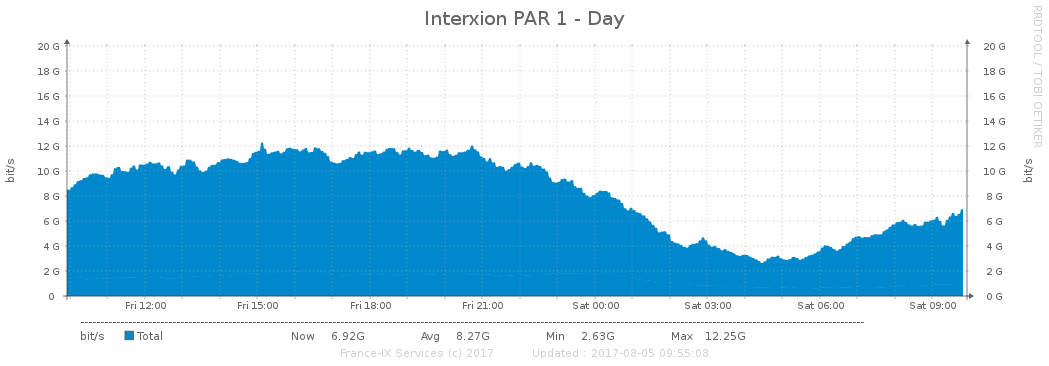 Interxion PAR 1 - Day
RRDTOOL / TOBI OETIKER
bit/s
20 G 20 G
18 G 18 G
16 G 16 G
14 G 14 G
12 G 12 G
10 G 10 G
8 G 8 G
6 G 6 G
4 G 4 G
2 G 2 G
0 0 G
bit/s
Fri 12:00 Fri 15:00 Fri 18:00 Fri 21:00 Sat 00:00 Sat 03:00 Sat 06:00 Sat 09:00
bit/s Total Now 6.92G Avg 8.27G Min 2.63G Max 12.25G
France-IX Services (c) 2017 Updated : 2017-08-05 09:55:08